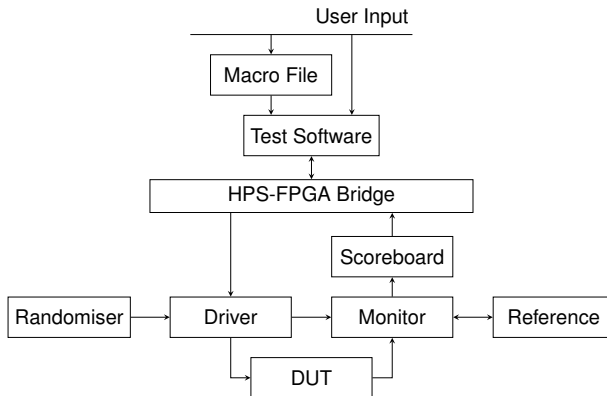 User Input
Macro File
Test Software
HPS-FPGA Bridge
Scoreboard
Randomiser
Driver
Monitor
Reference
DUT